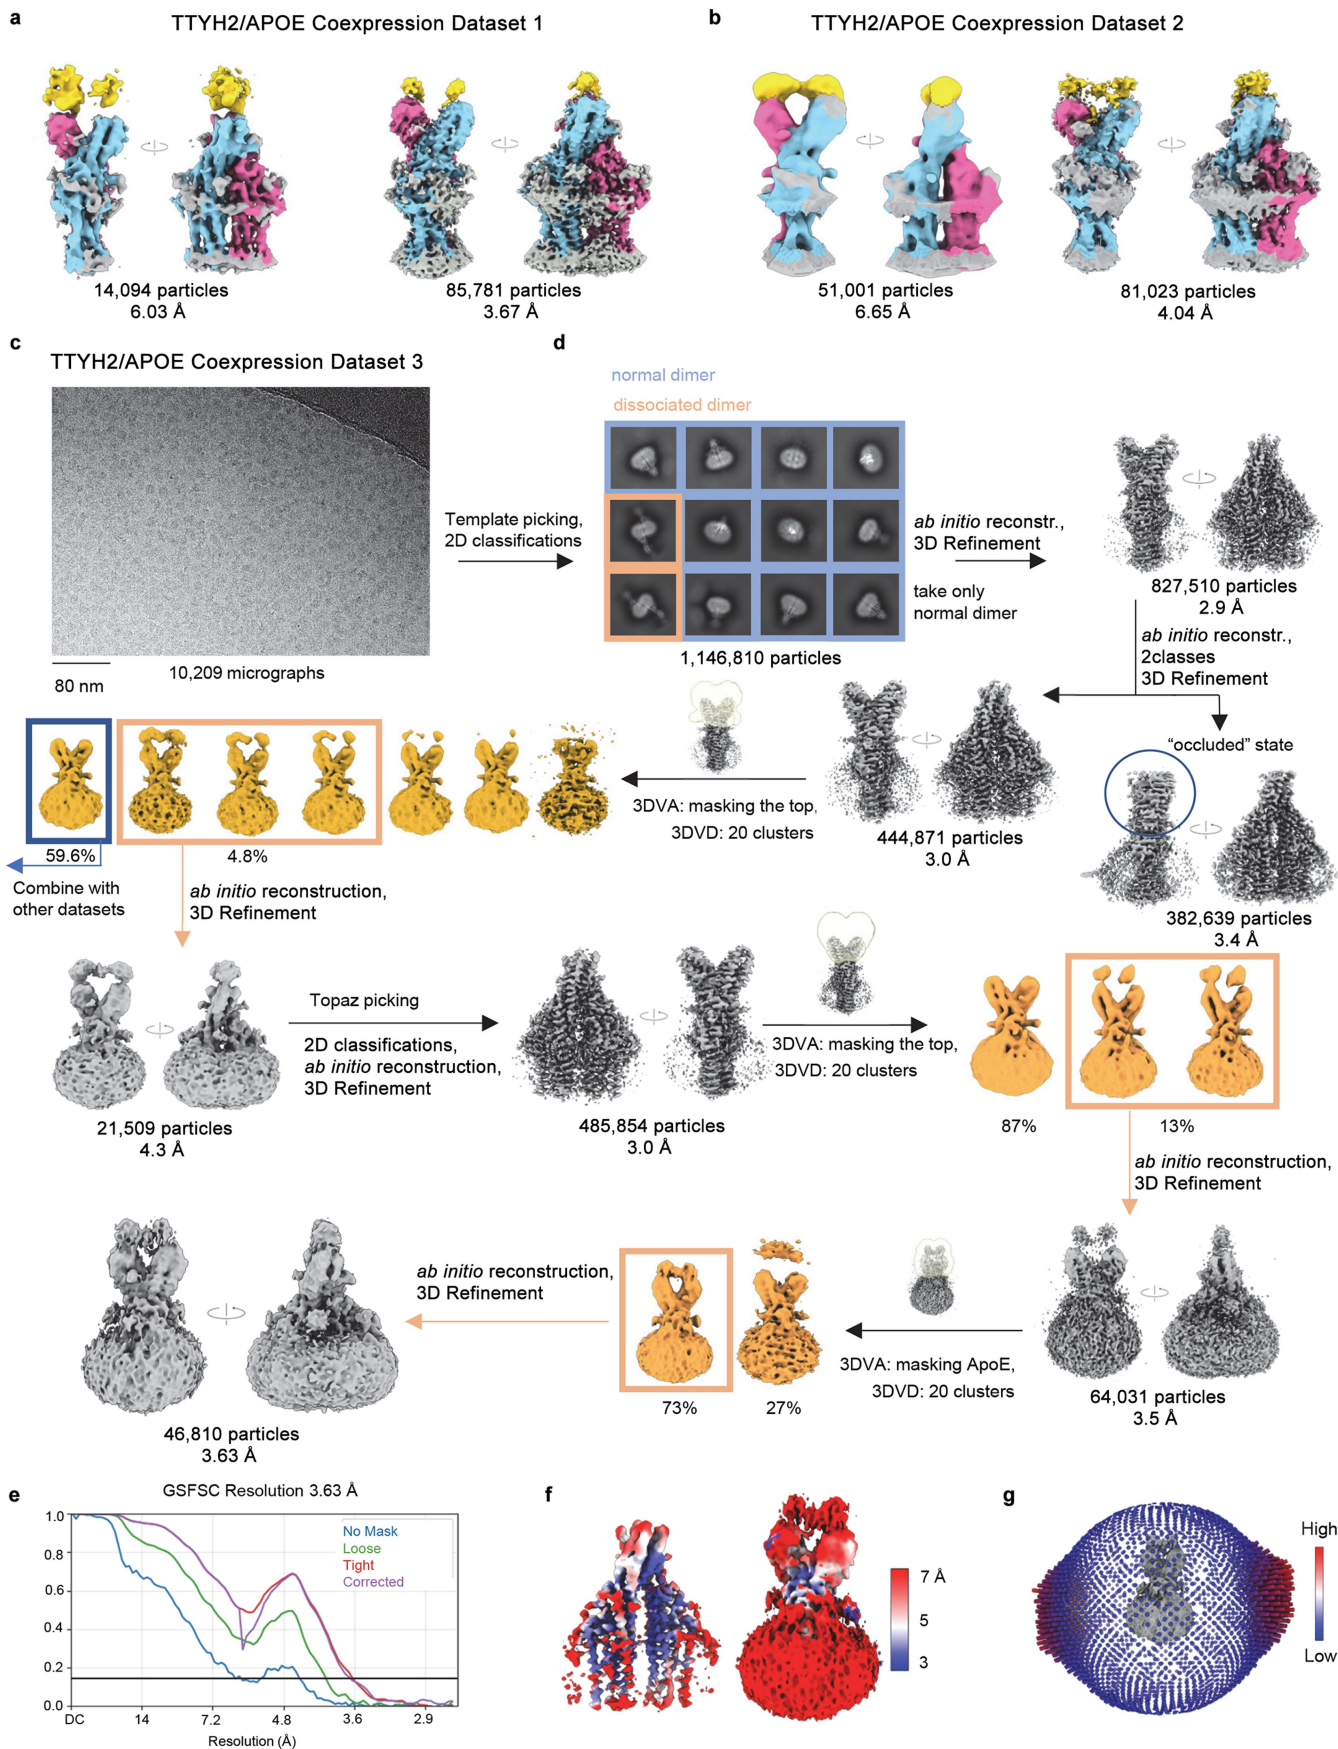 a
TTYH2/APOE Coexpression Dataset 1
14,094 particles
6.03 Å
85,781 particles
3.67 Å
b
TTYH2/APOE Coexpression Dataset 2
51,001 particles
6.65 Å
81,023 particles
4.04 Å
c
TTYH2/APOE Coexpression Dataset 3
80 nm
10,209 micrographs
Template picking,
2D classifications
d
normal dimer
dissociated dimer
1,146,810 particles
ab initio reconstr.,
3D Refinement
take only
normal dimer
827,510 particles
2.9 Å
ab initio reconstr.,
2classes
3D Refinement
"occluded" state
382,639 particles
3.4 Å
444,871 particles
3.0 Å
3DVA: masking the top,
3DVD: 20 clusters
59.6%
4.8%
Combine with
other datasets
ab initio reconstruction,
3D Refinement
21,509 particles
4.3 Å
Topaz picking
2D classifications,
ab initio reconstruction,
3D Refinement
485,854 particles
3.0 Å
3DVA: masking the top,
3DVD: 20 clusters
87%
13%
ab initio reconstruction,
3D Refinement
64,031 particles
3.5 Å
3DVA: masking ApoE,
3DVD: 20 clusters
73%
27%
ab initio reconstruction,
3D Refinement
46,810 particles
3.63 Å
e
GSFSC Resolution 3.63 Å
No Mask
Loose
Tight
Corrected
1.0
0.8
0.6
0.4
0.2
0.0
DC
14
7.2
4.8
3.6
2.9
Resolution (Å)
f
7 Å
5
3
g
High
Low